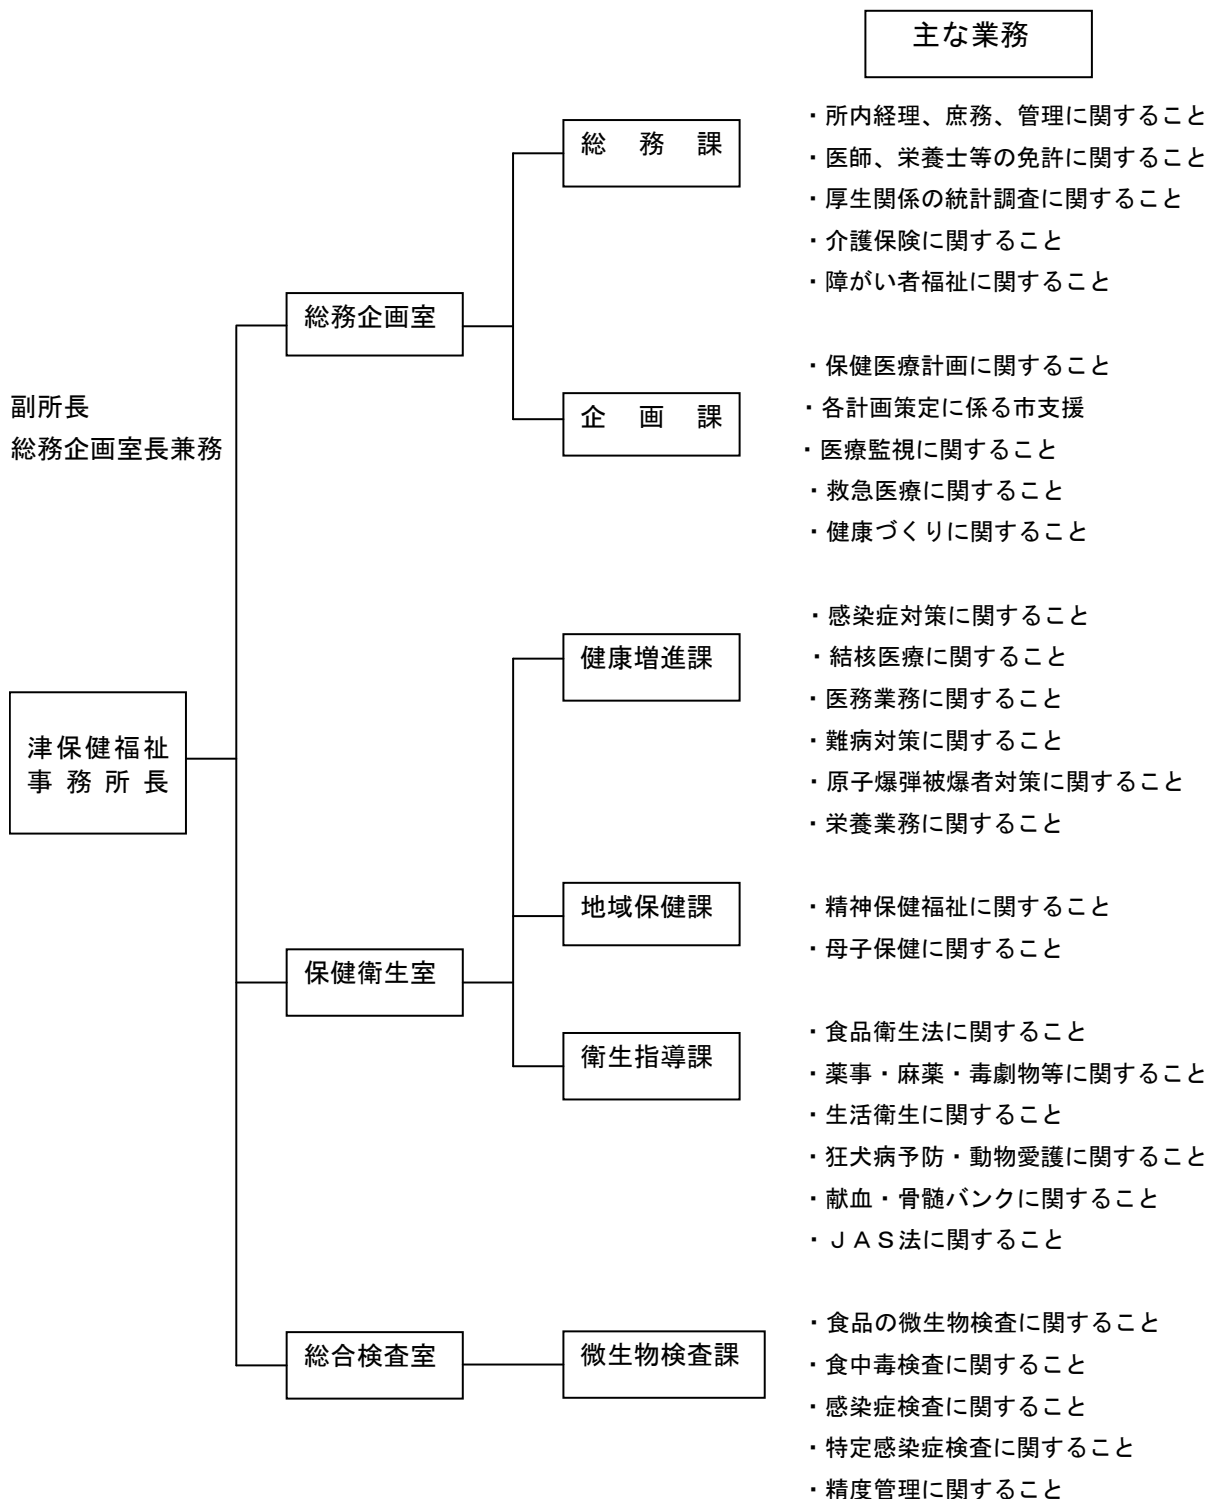 主な業務
総務課
・所内経理、庶務、管理に関すること
・医師、栄養士等の免許に関すること
・厚生関係の統計調査に関すること
・介護保険に関すること
・障がい者福祉に関すること
総務企画室
副所長
総務企画室長兼務
企画課
・保健医療計画に関すること
・各計画策定に係る市支援
・医療監視に関すること
・救急医療に関すること
・健康づくりに関すること
健康増進課
・感染症対策に関すること
・結核医療に関すること
・医務業務に関すること
・難病対策に関すること
・原子爆弾被爆者対策に関すること
・栄養業務に関すること
津保健福祉
事務所長
地域保健課
・精神保健福祉に関すること
・母子保健に関すること
保健衛生室
衛生指導課
・食品衛生法に関すること
・薬事・麻薬・毒劇物等に関すること
・生活衛生に関すること
・狂犬病予防・動物愛護に関すること
・献血・骨髄バンクに関すること
・ＪＡＳ法に関すること
総合検査室
微生物検査課
・食品の微生物検査に関すること
・食中毒検査に関すること
・感染症検査に関すること
・特定感染症検査に関すること
・精度管理に関すること